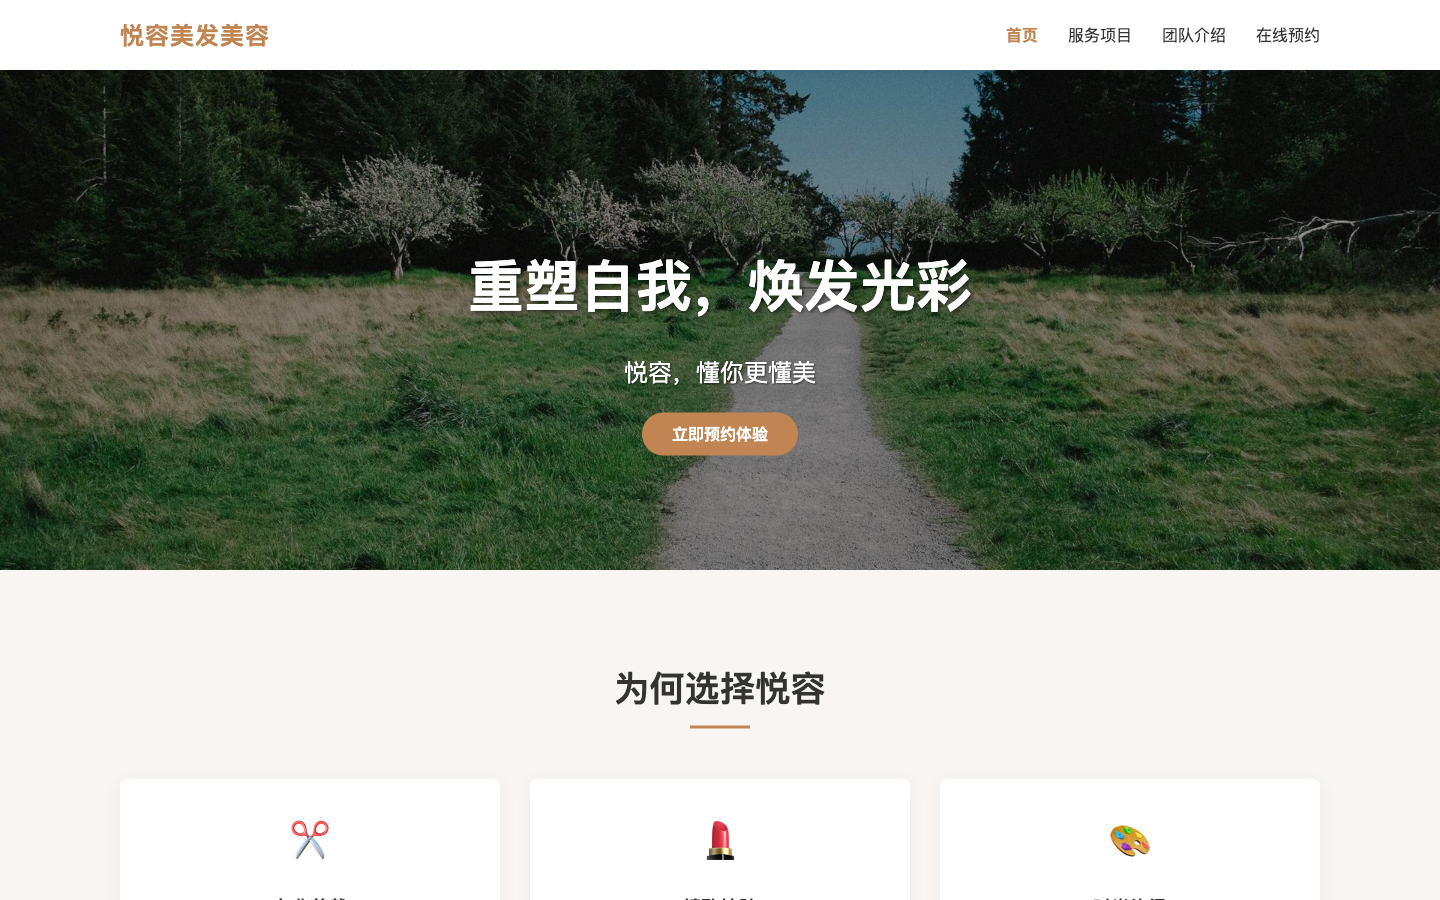 悦容美发美容
首页
服务项目
团队介绍
在线预约
重塑自我，焕发光彩
悦容，懂你更懂美
立即预约体验
为何选择悦容